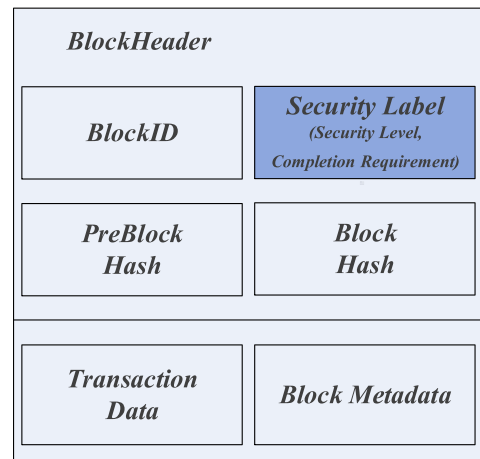 BlockHeader
BlockID
Security Label
(Security Level,
Completion Requirement)
PreBlock
Hash
Block
Hash
Transaction
Data
Block Metadata